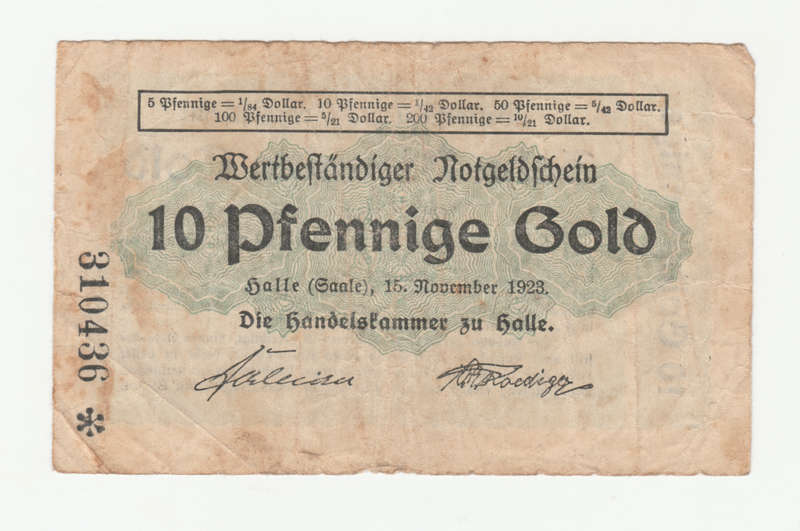 5 Pfennige = 1/84 Dollar. 10 Pfennige = 1/42 Dollar. 50 Pfennige = 5/42 Dollar.
100 Pfennige = 5/21 Dollar. 200 Pfennige = 10/21 Dollar.
Wertbeständiger Notgeldschein
10 Pfennige Gold
Halle (Saale), 15. November 1923.
Die Handelskammer zu Halle.
310436 *